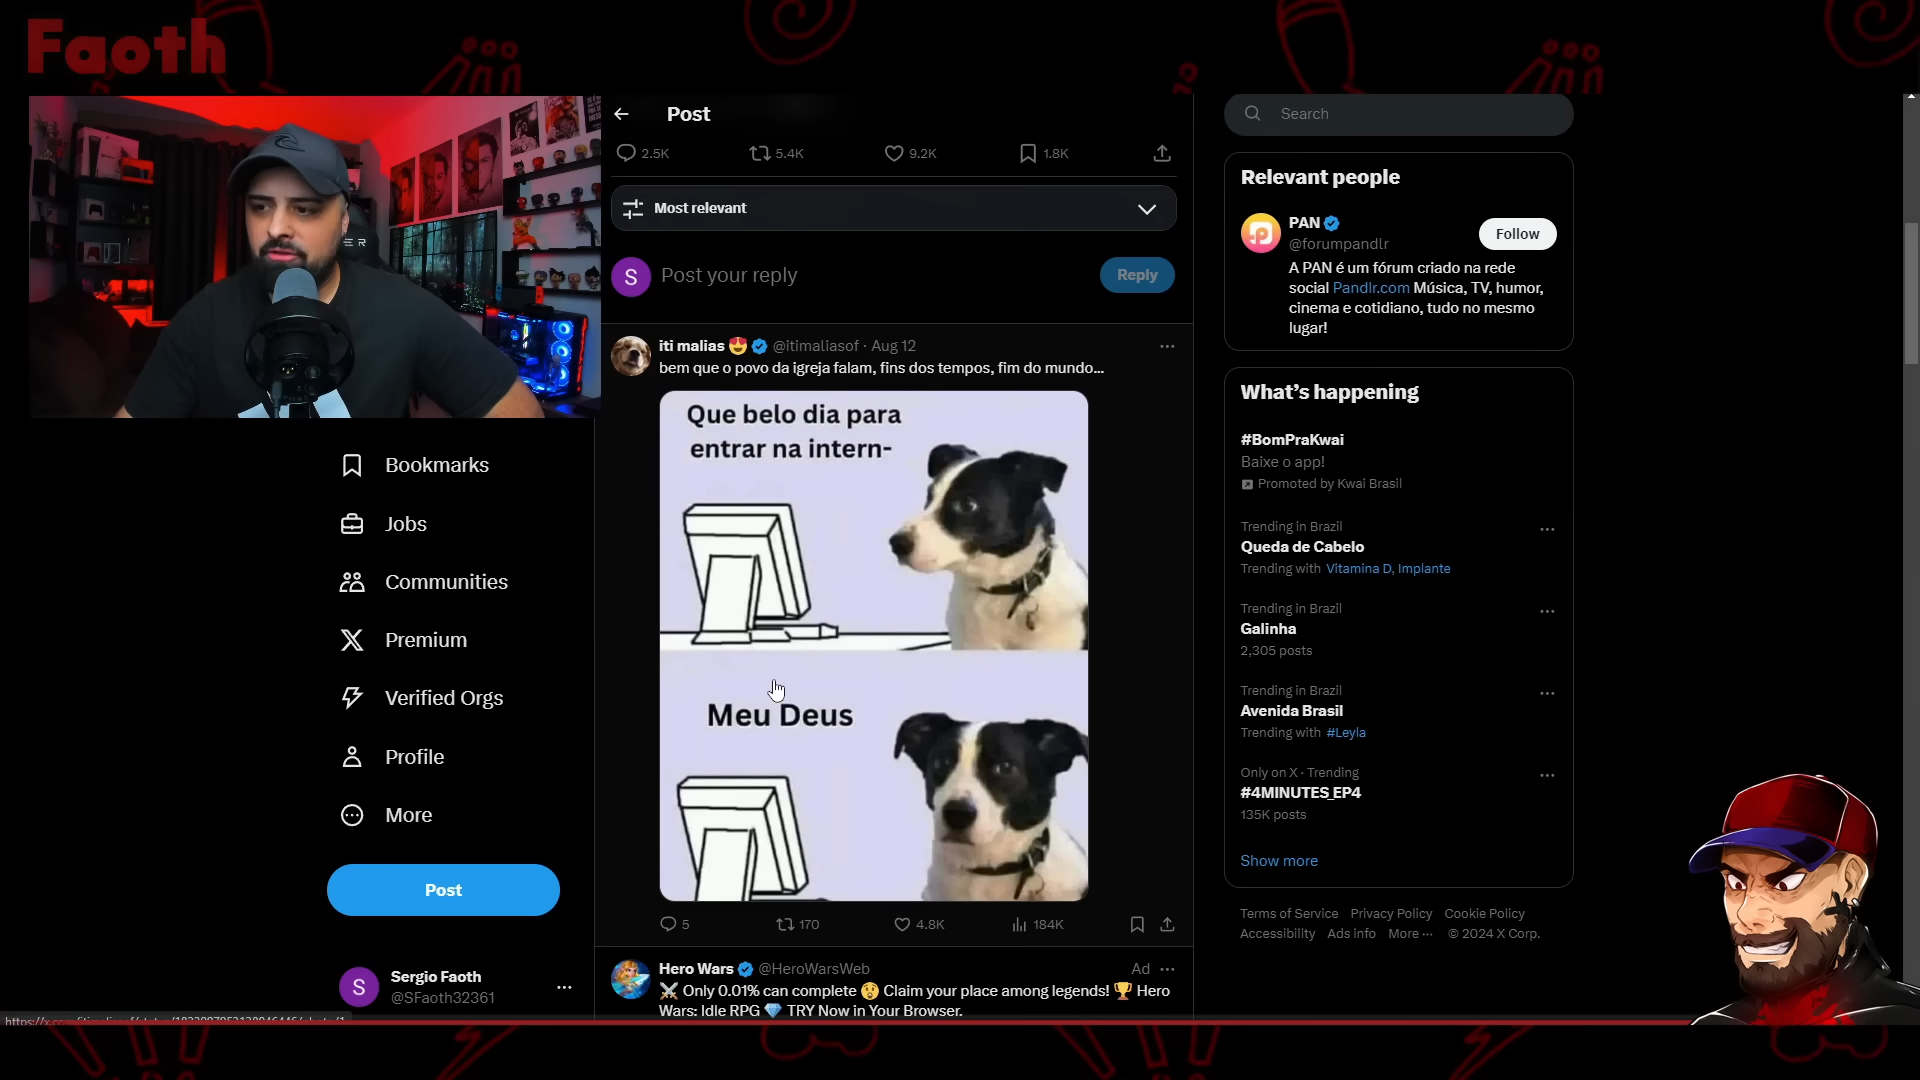 Faoth
Post
2.5K 5.4K 9.2K 1.8K
Most relevant
S Post your reply Reply
iti malias @itimaliasof · Aug 12
bem que o povo da igreja falam, fins dos tempos, fim do mundo...
Que belo dia para
entrar na intern-
Meu Deus
5 170 4.8K 184K
Hero Wars @HeroWarsWeb Ad
Only 0.01% can complete Claim your place among legends! Hero
Wars: Idle RPG TRY Now in Your Browser.
Bookmarks
Jobs
Communities
Premium
Verified Orgs
Profile
More
Post
S Sergio Faoth
@SFaoth32361
Search
Relevant people
PAN
@forumpandlr
Follow
A PAN é um fórum criado na rede
social Pandlr.com Música, TV, humor,
cinema e cotidiano, tudo no mesmo
lugar!
What's happening
#BomPraKwai
Baixe o app!
Promoted by Kwai Brasil
Trending in Brazil
Queda de Cabelo
Trending with Vitamina D, Implante
Trending in Brazil
Galinha
2,305 posts
Trending in Brazil
Avenida Brasil
Trending with #Leyla
Only on X · Trending
#4MINUTES_EP4
135K posts
Show more
Terms of Service Privacy Policy Cookie Policy
Accessibility Ads info More ··· © 2024 X Corp.